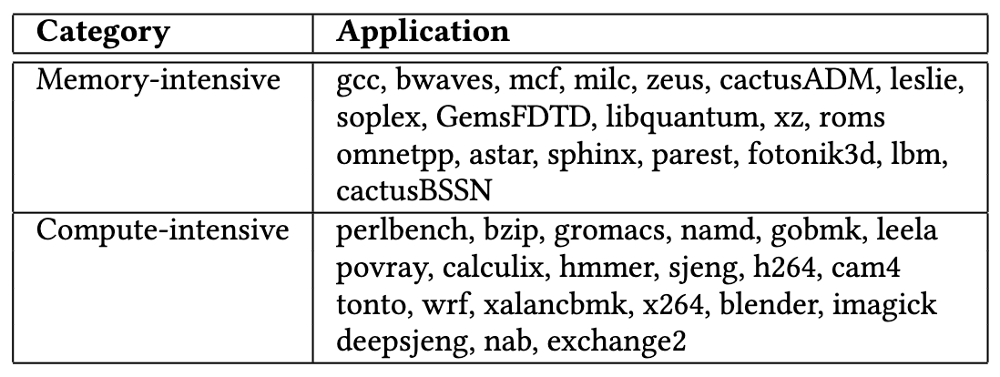 Category Application
Memory-intensive gcc, bwaves, mcf, milc, zeus, cactusADM, leslie,
soplex, GemsFDTD, libquantum, xz, roms
omnetpp, astar, sphinx, parest, fotonik3d, lbm,
cactusBSSN
Compute-intensive perlbench, bzip, gromacs, namd, gobmk, leela
povray, calculix, hmmer, sjeng, h264, cam4
tonto, wrf, xalancbmk, x264, blender, imagick
deepsjeng, nab, exchange2